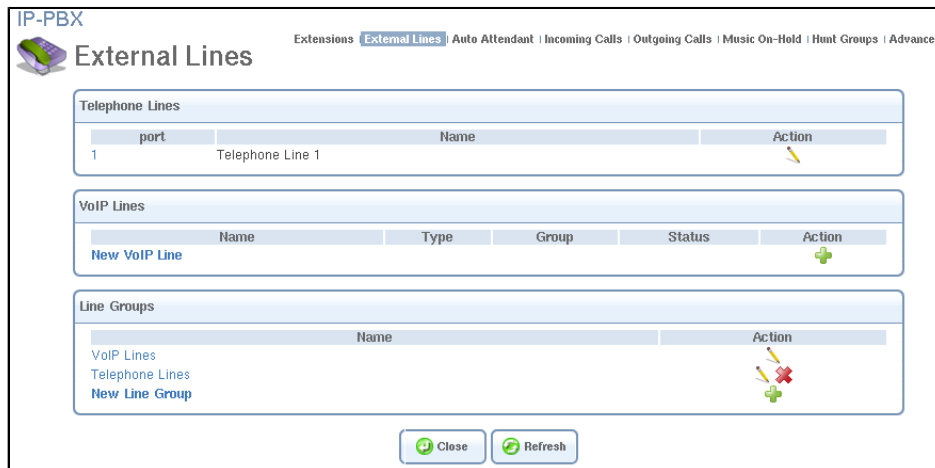 IP-PBX
Extensions | External Lines | Auto Attendant | Incoming Calls | Outgoing Calls | Music On-Hold | Hunt Groups | Advance
External Lines
Telephone Lines
port Name Action
1 Telephone Line 1
VoIP Lines
Name Type Group Status Action
New VoIP Line
Line Groups
Name Action
VoIP Lines
Telephone Lines
New Line Group
Close Refresh